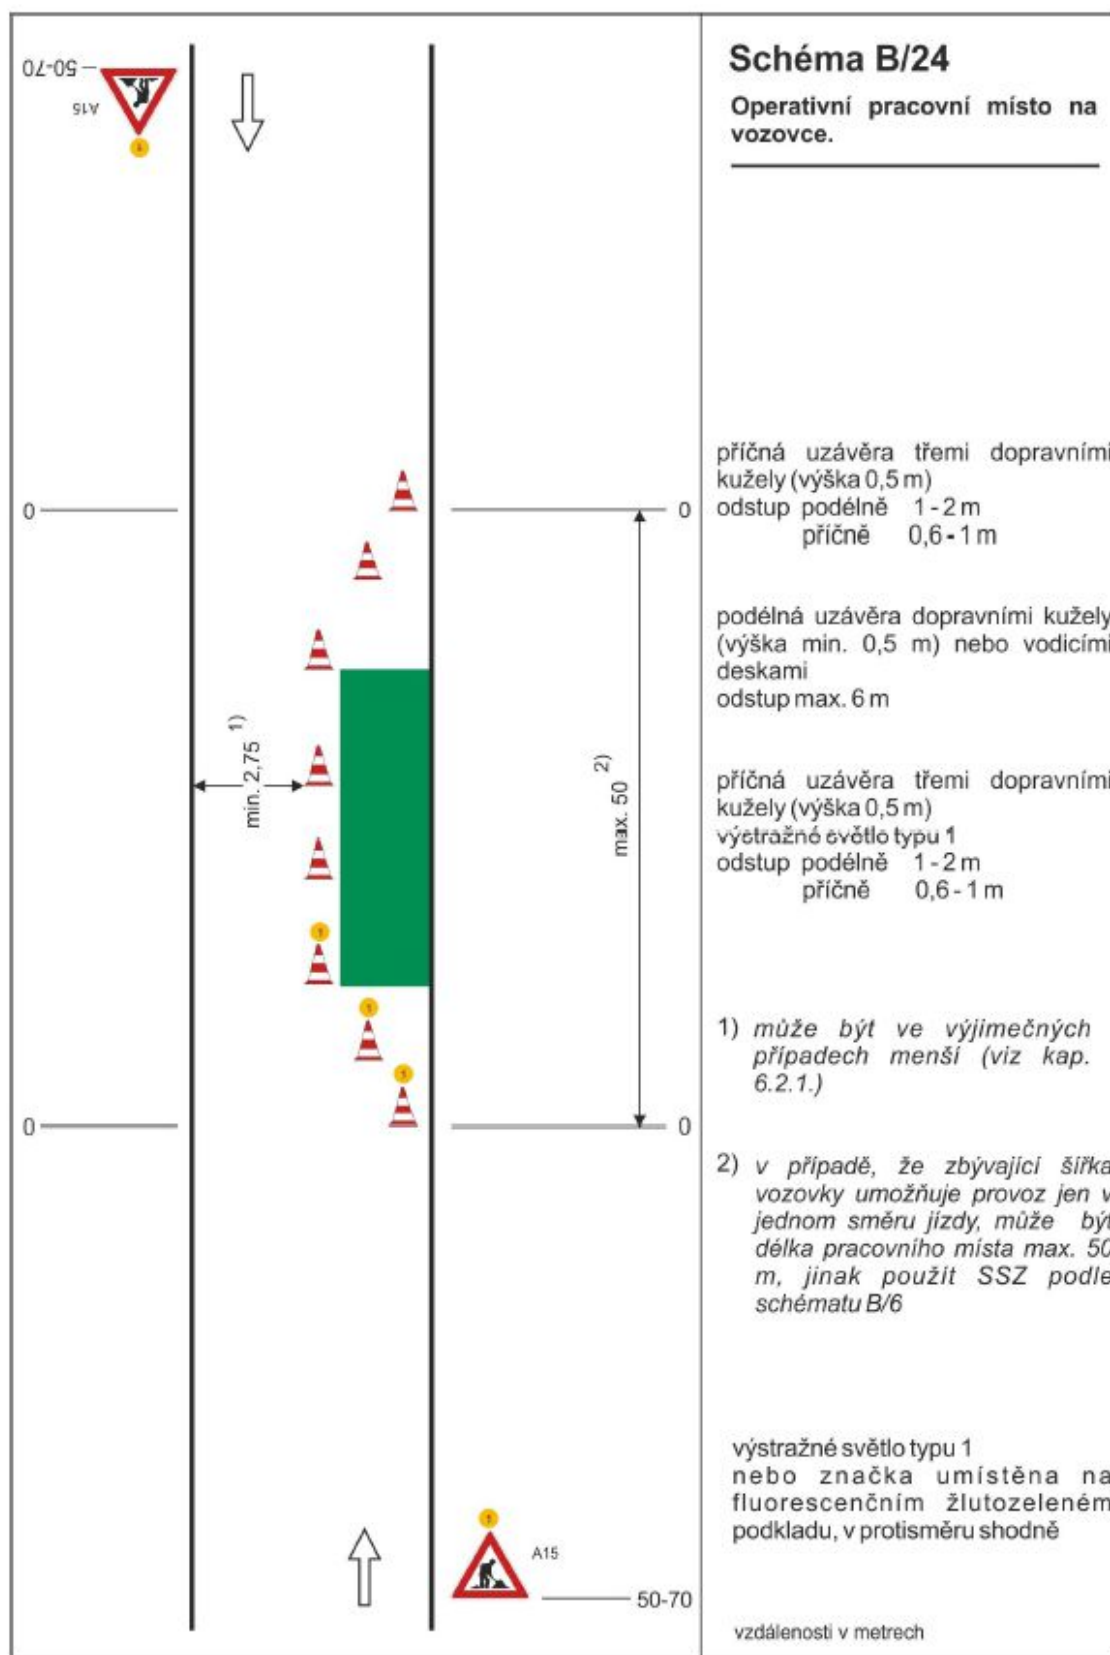 50-70
A15
1
Schéma B/24
Operativní pracovní místo na
vozovce.
příčná uzávěra třemi dopravními
kužely (výška 0,5 m)
odstup podélně 1 - 2 m
příčně 0,6 - 1 m
0
0
podélná uzávěra dopravními kužely
(výška min. 0,5 m) nebo vodicími
deskami
odstup max. 6 m
min. 2,75 1)
max. 50 2)
příčná uzávěra třemi dopravními
kužely (výška 0,5 m)
výstražné světlo typu 1
odstup podélně 1 - 2 m
příčně 0,6 - 1 m
1
1
1
0
0
1) může být ve výjimečných
případech menší (viz kap.
6.2.1.)
2) v případě, že zbývající šířka
vozovky umožňuje provoz jen v
jednom směru jízdy, může být
délka pracovního místa max. 50
m, jinak použít SSZ podle
schématu B/6
výstražné světlo typu 1
nebo značka umístěna na
fluorescenčním žlutozeleném
podkladu, v protisměru shodně
1
A15
50-70
vzdálenosti v metrech